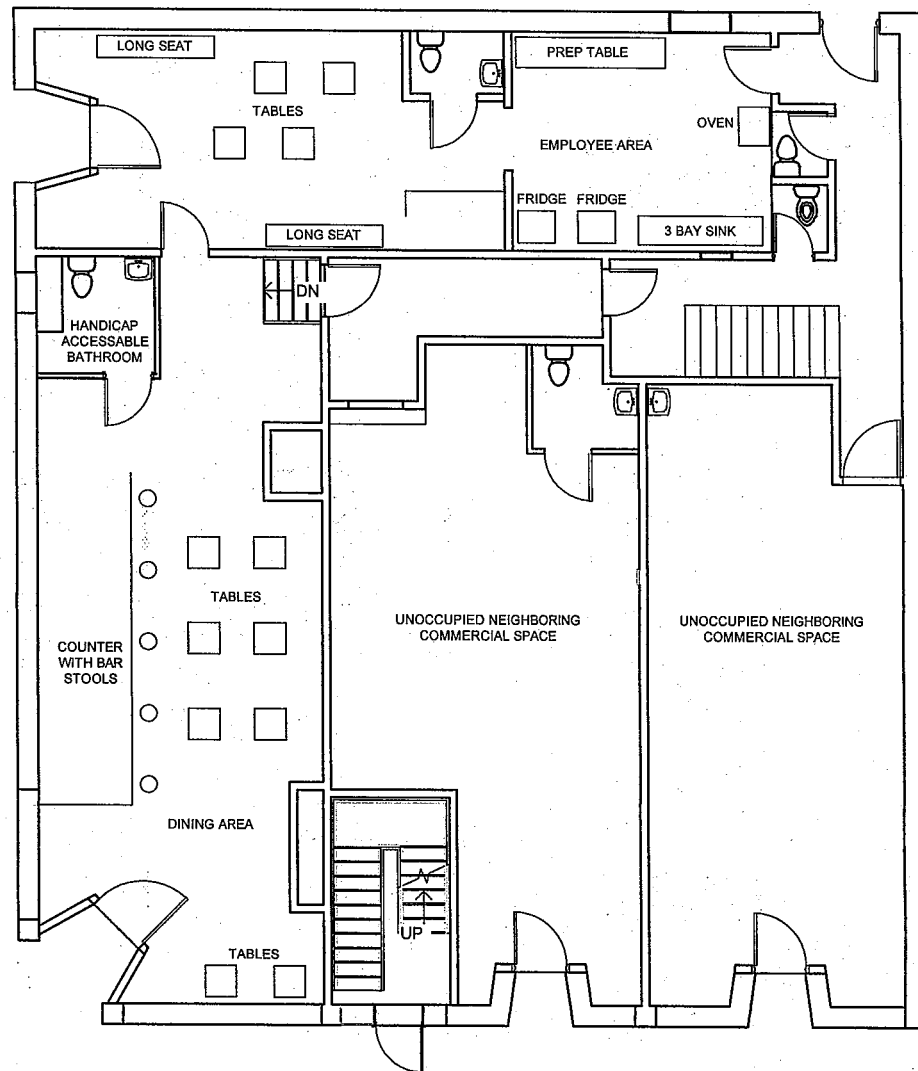 LONG SEAT
PREP TABLE
TABLES
OVEN
EMPLOYEE AREA
FRIDGE
FRIDGE
LONG SEAT
3 BAY SINK
DN
HANDICAP
ACCESSABLE
BATHROOM
TABLES
UNOCCUPIED NEIGHBORING
COMMERCIAL SPACE
UNOCCUPIED NEIGHBORING
COMMERCIAL SPACE
COUNTER
WITH BAR
STOOLS
DINING AREA
UP
TABLES